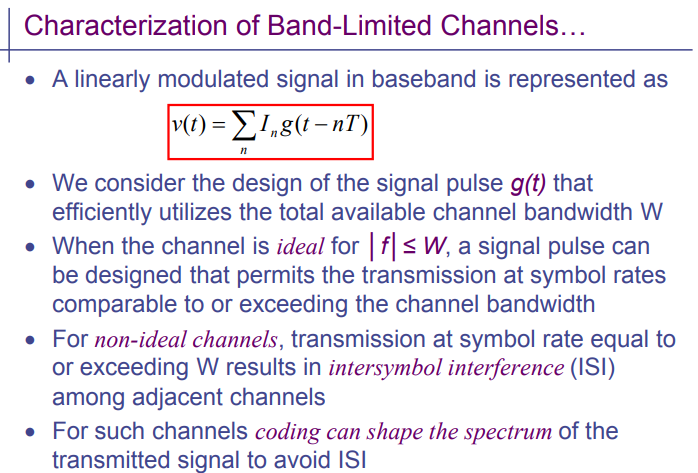 Characterization of Band-Limited Channels…
• A linearly modulated signal in baseband is represented as
v(t) = ∑ I_n g(t − nT)
n
• We consider the design of the signal pulse g(t) that
efficiently utilizes the total available channel bandwidth W
• When the channel is ideal for |f| ≤ W, a signal pulse can
be designed that permits the transmission at symbol rates
comparable to or exceeding the channel bandwidth
• For non-ideal channels, transmission at symbol rate equal to
or exceeding W results in intersymbol interference (ISI)
among adjacent channels
• For such channels coding can shape the spectrum of the
transmitted signal to avoid ISI